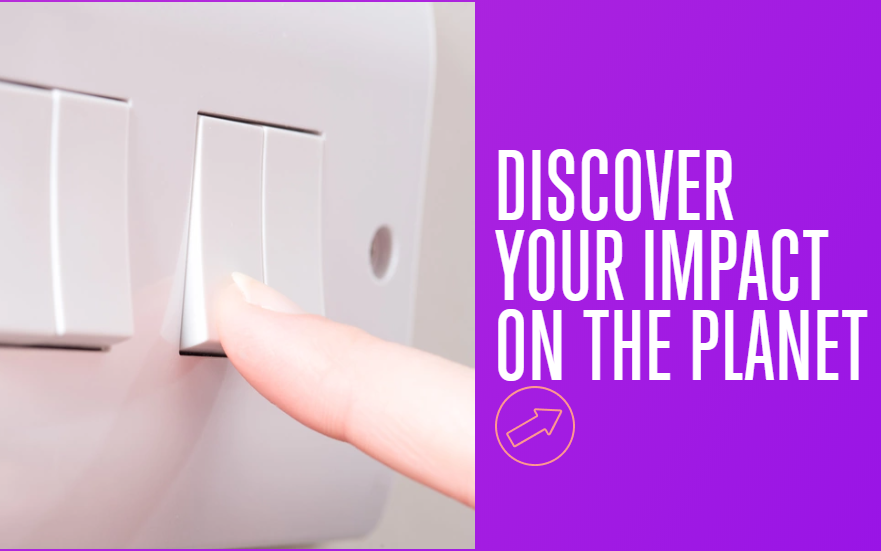 DISCOVER
YOUR IMPACT
ON THE PLANET